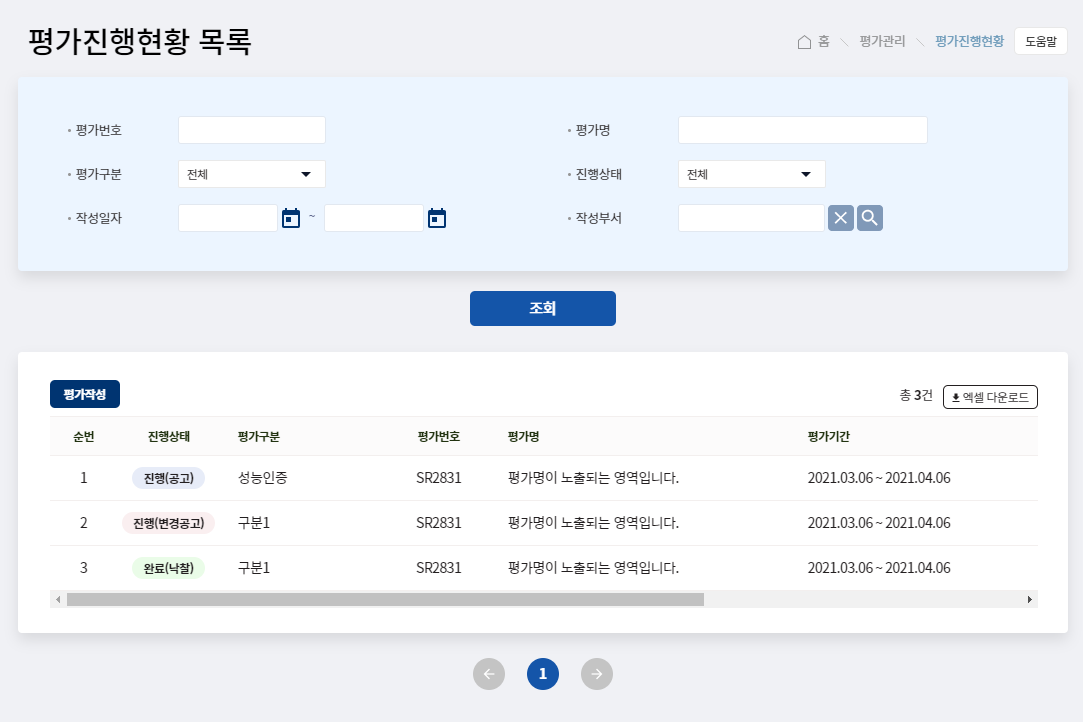 평가진행현황 목록
홈 평가관리 평가진행현황 도움말
평가번호 평가명
평가구분 전체 진행상태 전체
작성일자 ~ 작성부서
조회
평가작성 총 3건 엑셀 다운로드
순번 진행상태 평가구분 평가번호 평가명 평가기간
1 진행(공고) 성능인증 SR2831 평가명이 노출되는 영역입니다. 2021.03.06 ~ 2021.04.06
2 진행(변경공고) 구분1 SR2831 평가명이 노출되는 영역입니다. 2021.03.06 ~ 2021.04.06
3 완료(낙찰) 구분1 SR2831 평가명이 노출되는 영역입니다. 2021.03.06 ~ 2021.04.06
1